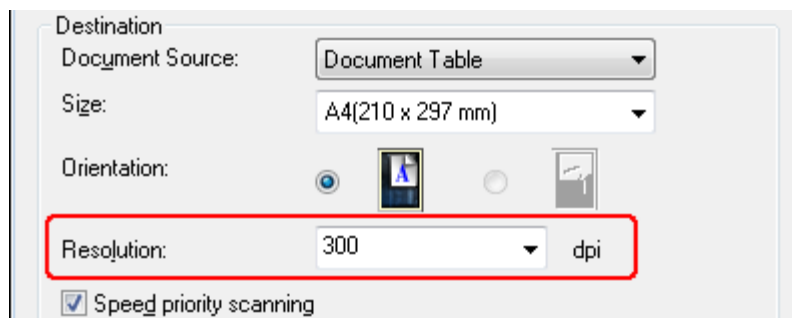 Destination
Document Source: Document Table
Size: A4(210 x 297 mm)
Orientation: A
Resolution: 300 dpi
Speed priority scanning